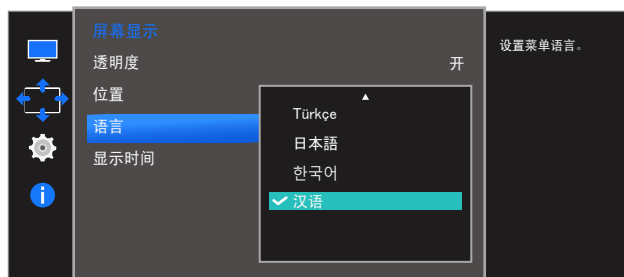 屏幕显示
透明度 开
位置
语言
显示时间
Türkçe
日本語
한국어
汉语
设置菜单语言。